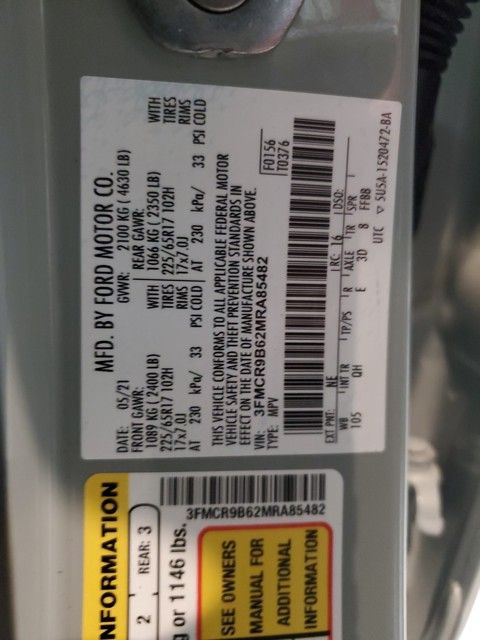 MFD. BY FORD MOTOR CO.
DATE: 05/21 GVWR: 2100 KG ( 4630 LB)
FRONT GAWR: REAR GAWR: WITH
1089 KG ( 2400 LB) WITH 1066 KG ( 2350 LB) TIRES
225/65R17 102H TIRES 225/65R17 102H RIMS
17x7.0J RIMS 17x7.0J
AT 230 kPa/ 33 PSI COLD AT 230 kPa/ 33 PSI COLD
THIS VEHICLE CONFORMS TO ALL APPLICABLE FEDERAL MOTOR
VEHICLE SAFETY AND THEFT PREVENTION STANDARDS IN
EFFECT ON THE DATE OF MANUFACTURE SHOWN ABOVE.
VIN: 3FMCR9B62MRA85482 F0156
TYPE: MPV T0376
EXT PNT: NE RC: 16 DSO:
WB INT TR TP/PS R AXLE TR SPR
105 QH E 3D 8 FFBB
UTC ▽ 5U5A-1520472-BA
NFORMATION
2 REAR: 3
g or 1146 lbs.
3FMCR9B62MRA85482
SEE OWNERS
MANUAL FOR
ADDITIONAL
INFORMATION